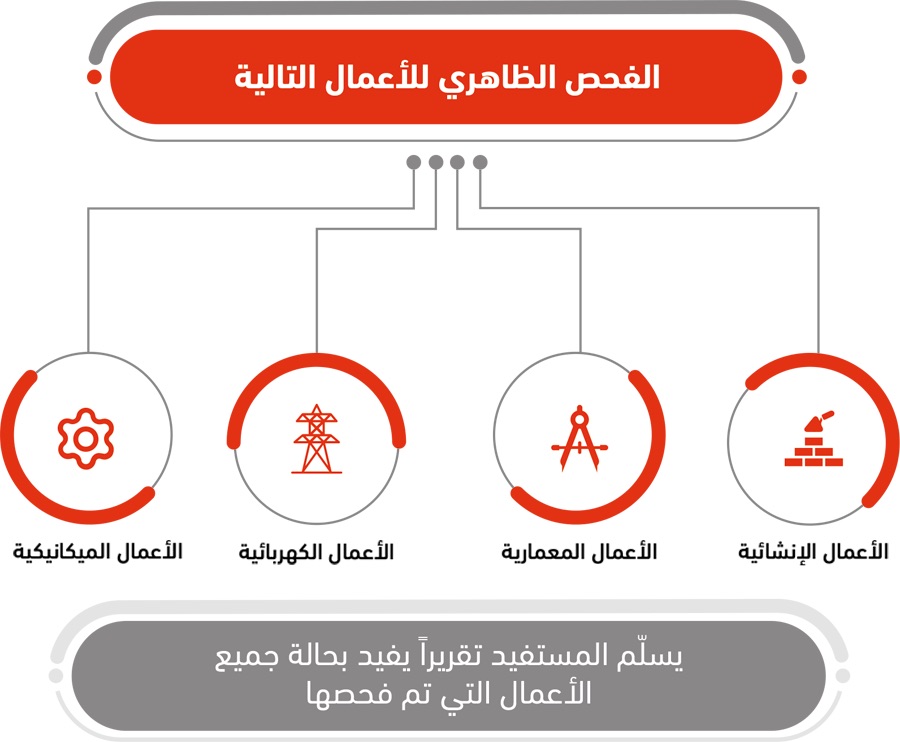 الفحص الظاهري للأعمال التالية
الأعمال الإنشائية
الأعمال المعمارية
الأعمال الكهربائية
الأعمال الميكانيكية
يسلّم المستفيد تقريراً يفيد بحالة جميع
الأعمال التي تم فحصها